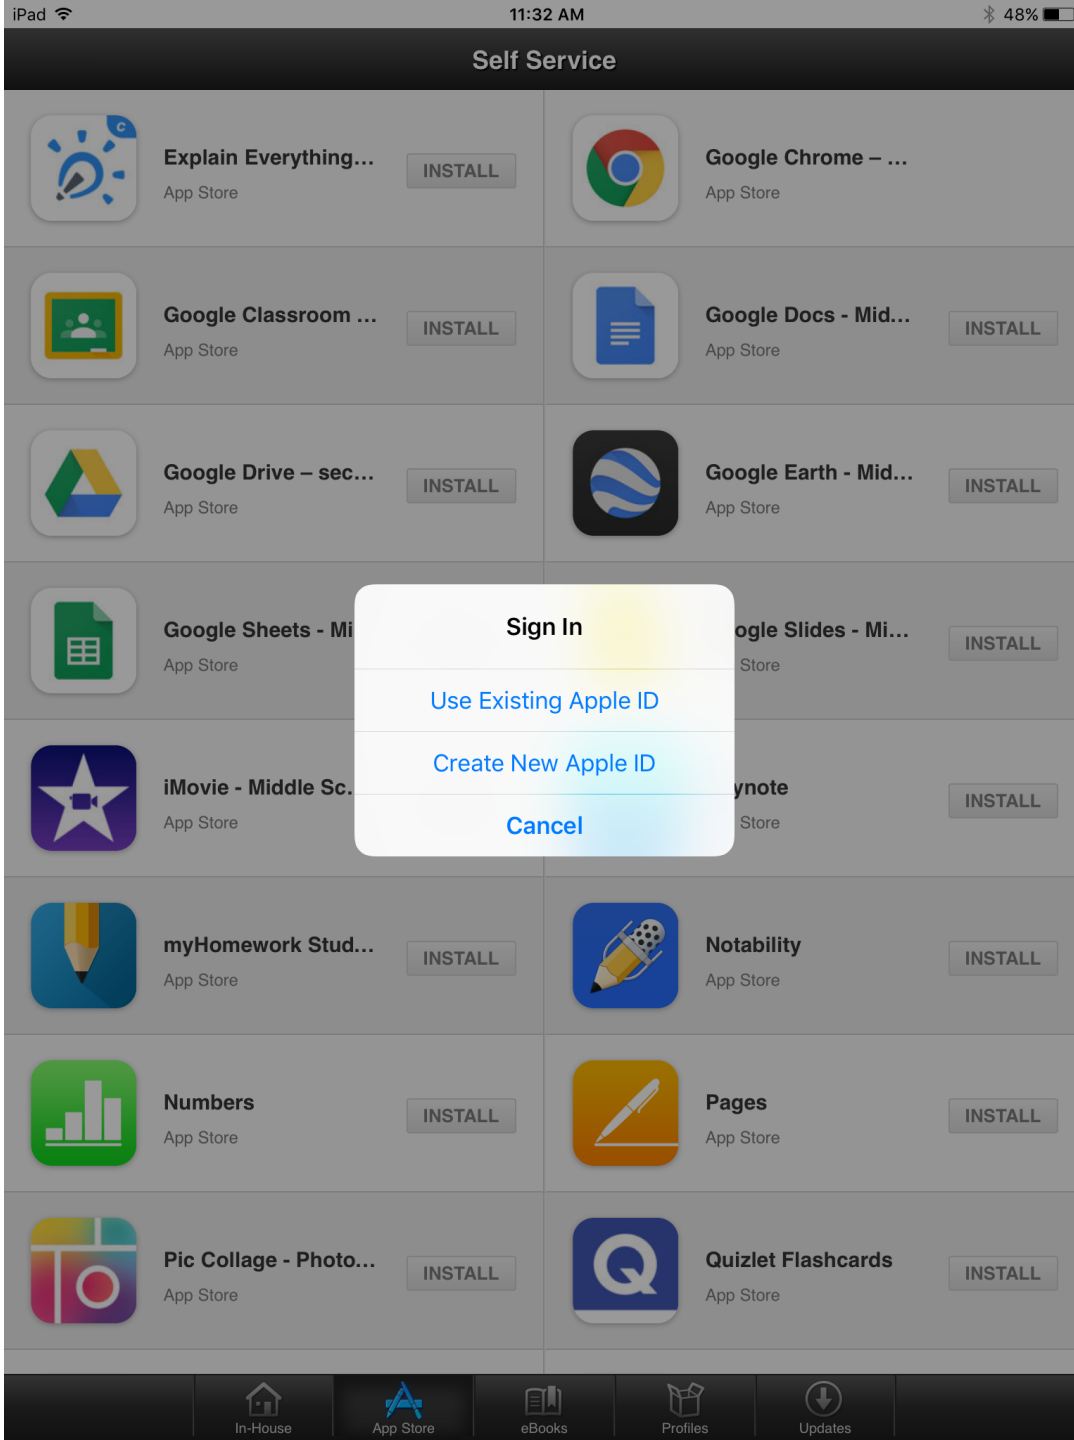 iPad 11:32 AM 48%
Self Service
Explain Everything...
App Store
INSTALL
Google Chrome – ...
App Store
Google Classroom ...
App Store
INSTALL
Google Docs - Mid...
App Store
INSTALL
Google Drive – sec...
App Store
INSTALL
Google Earth - Mid...
App Store
INSTALL
Google Sheets - Mi
App Store
ogle Slides - Mi...
Store
INSTALL
Sign In
Use Existing Apple ID
Create New Apple ID
Cancel
iMovie - Middle Sc.
App Store
ynote
Store
INSTALL
myHomework Stud...
App Store
INSTALL
Notability
App Store
INSTALL
Numbers
App Store
INSTALL
Pages
App Store
INSTALL
Pic Collage - Photo...
App Store
INSTALL
Quizlet Flashcards
App Store
INSTALL
In-House
App Store
eBooks
Profiles
Updates